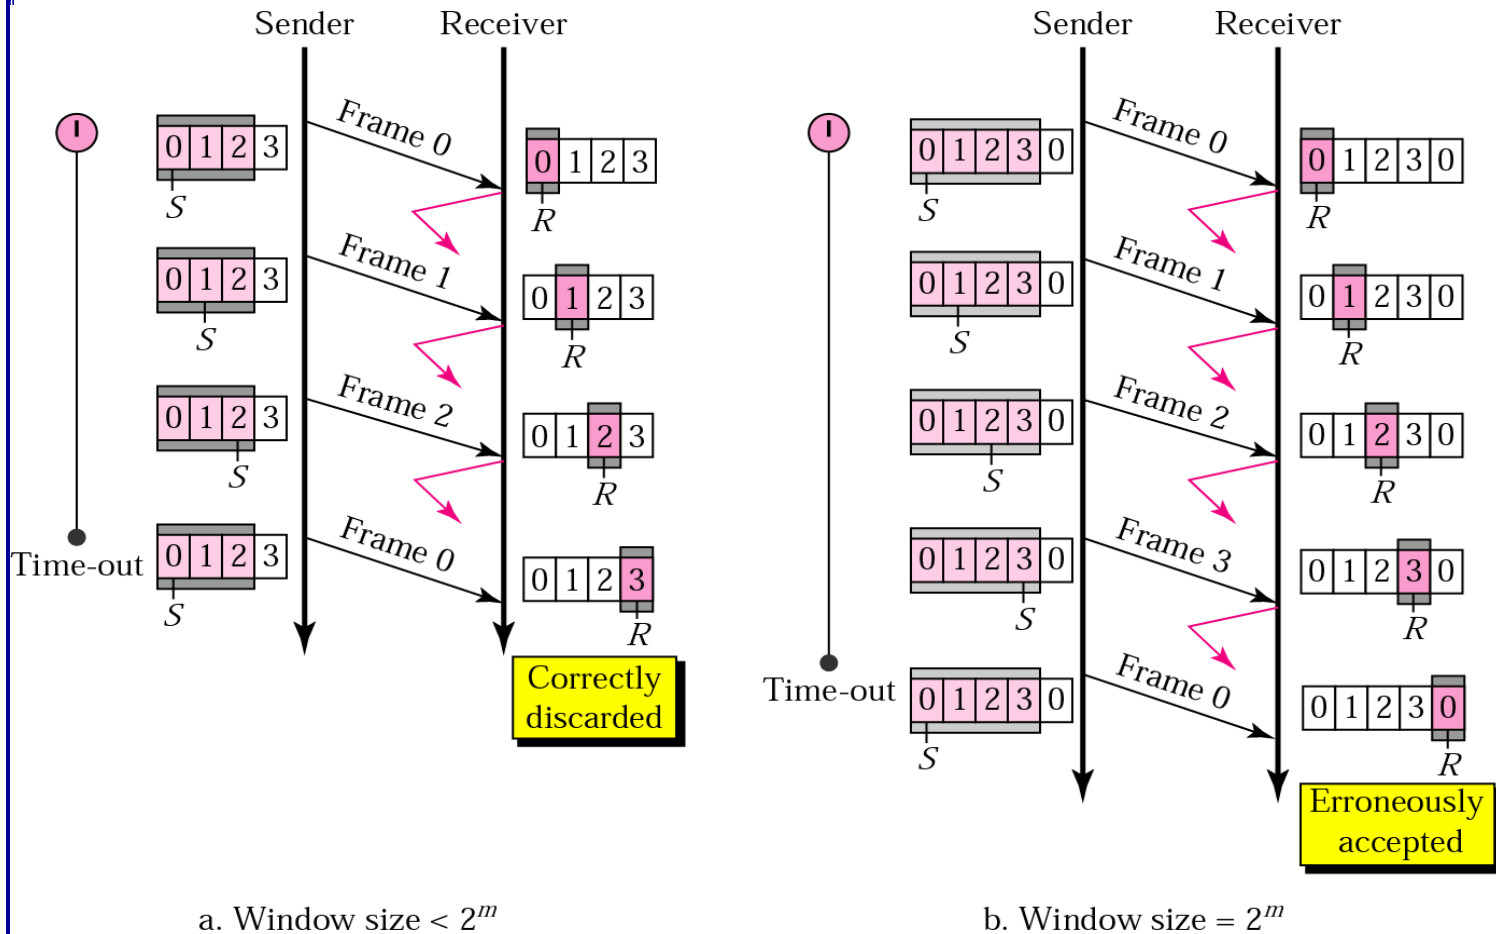 Sender Receiver
Frame 0
0 1 2 3
0 1 2 3
S
R
Frame 1
0 1 2 3
0 1 2 3
S
R
Frame 2
0 1 2 3
0 1 2 3
S
R
Frame 0
Time-out
0 1 2 3
0 1 2 3
S
R
Correctly
discarded
a. Window size < 2^m
Sender Receiver
Frame 0
0 1 2 3 0
0 1 2 3 0
S
R
Frame 1
0 1 2 3 0
0 1 2 3 0
S
R
Frame 2
0 1 2 3 0
0 1 2 3 0
S
R
Frame 3
0 1 2 3 0
0 1 2 3 0
S
R
Frame 0
Time-out
0 1 2 3 0
0 1 2 3 0
S
R
Erroneously
accepted
b. Window size = 2^m